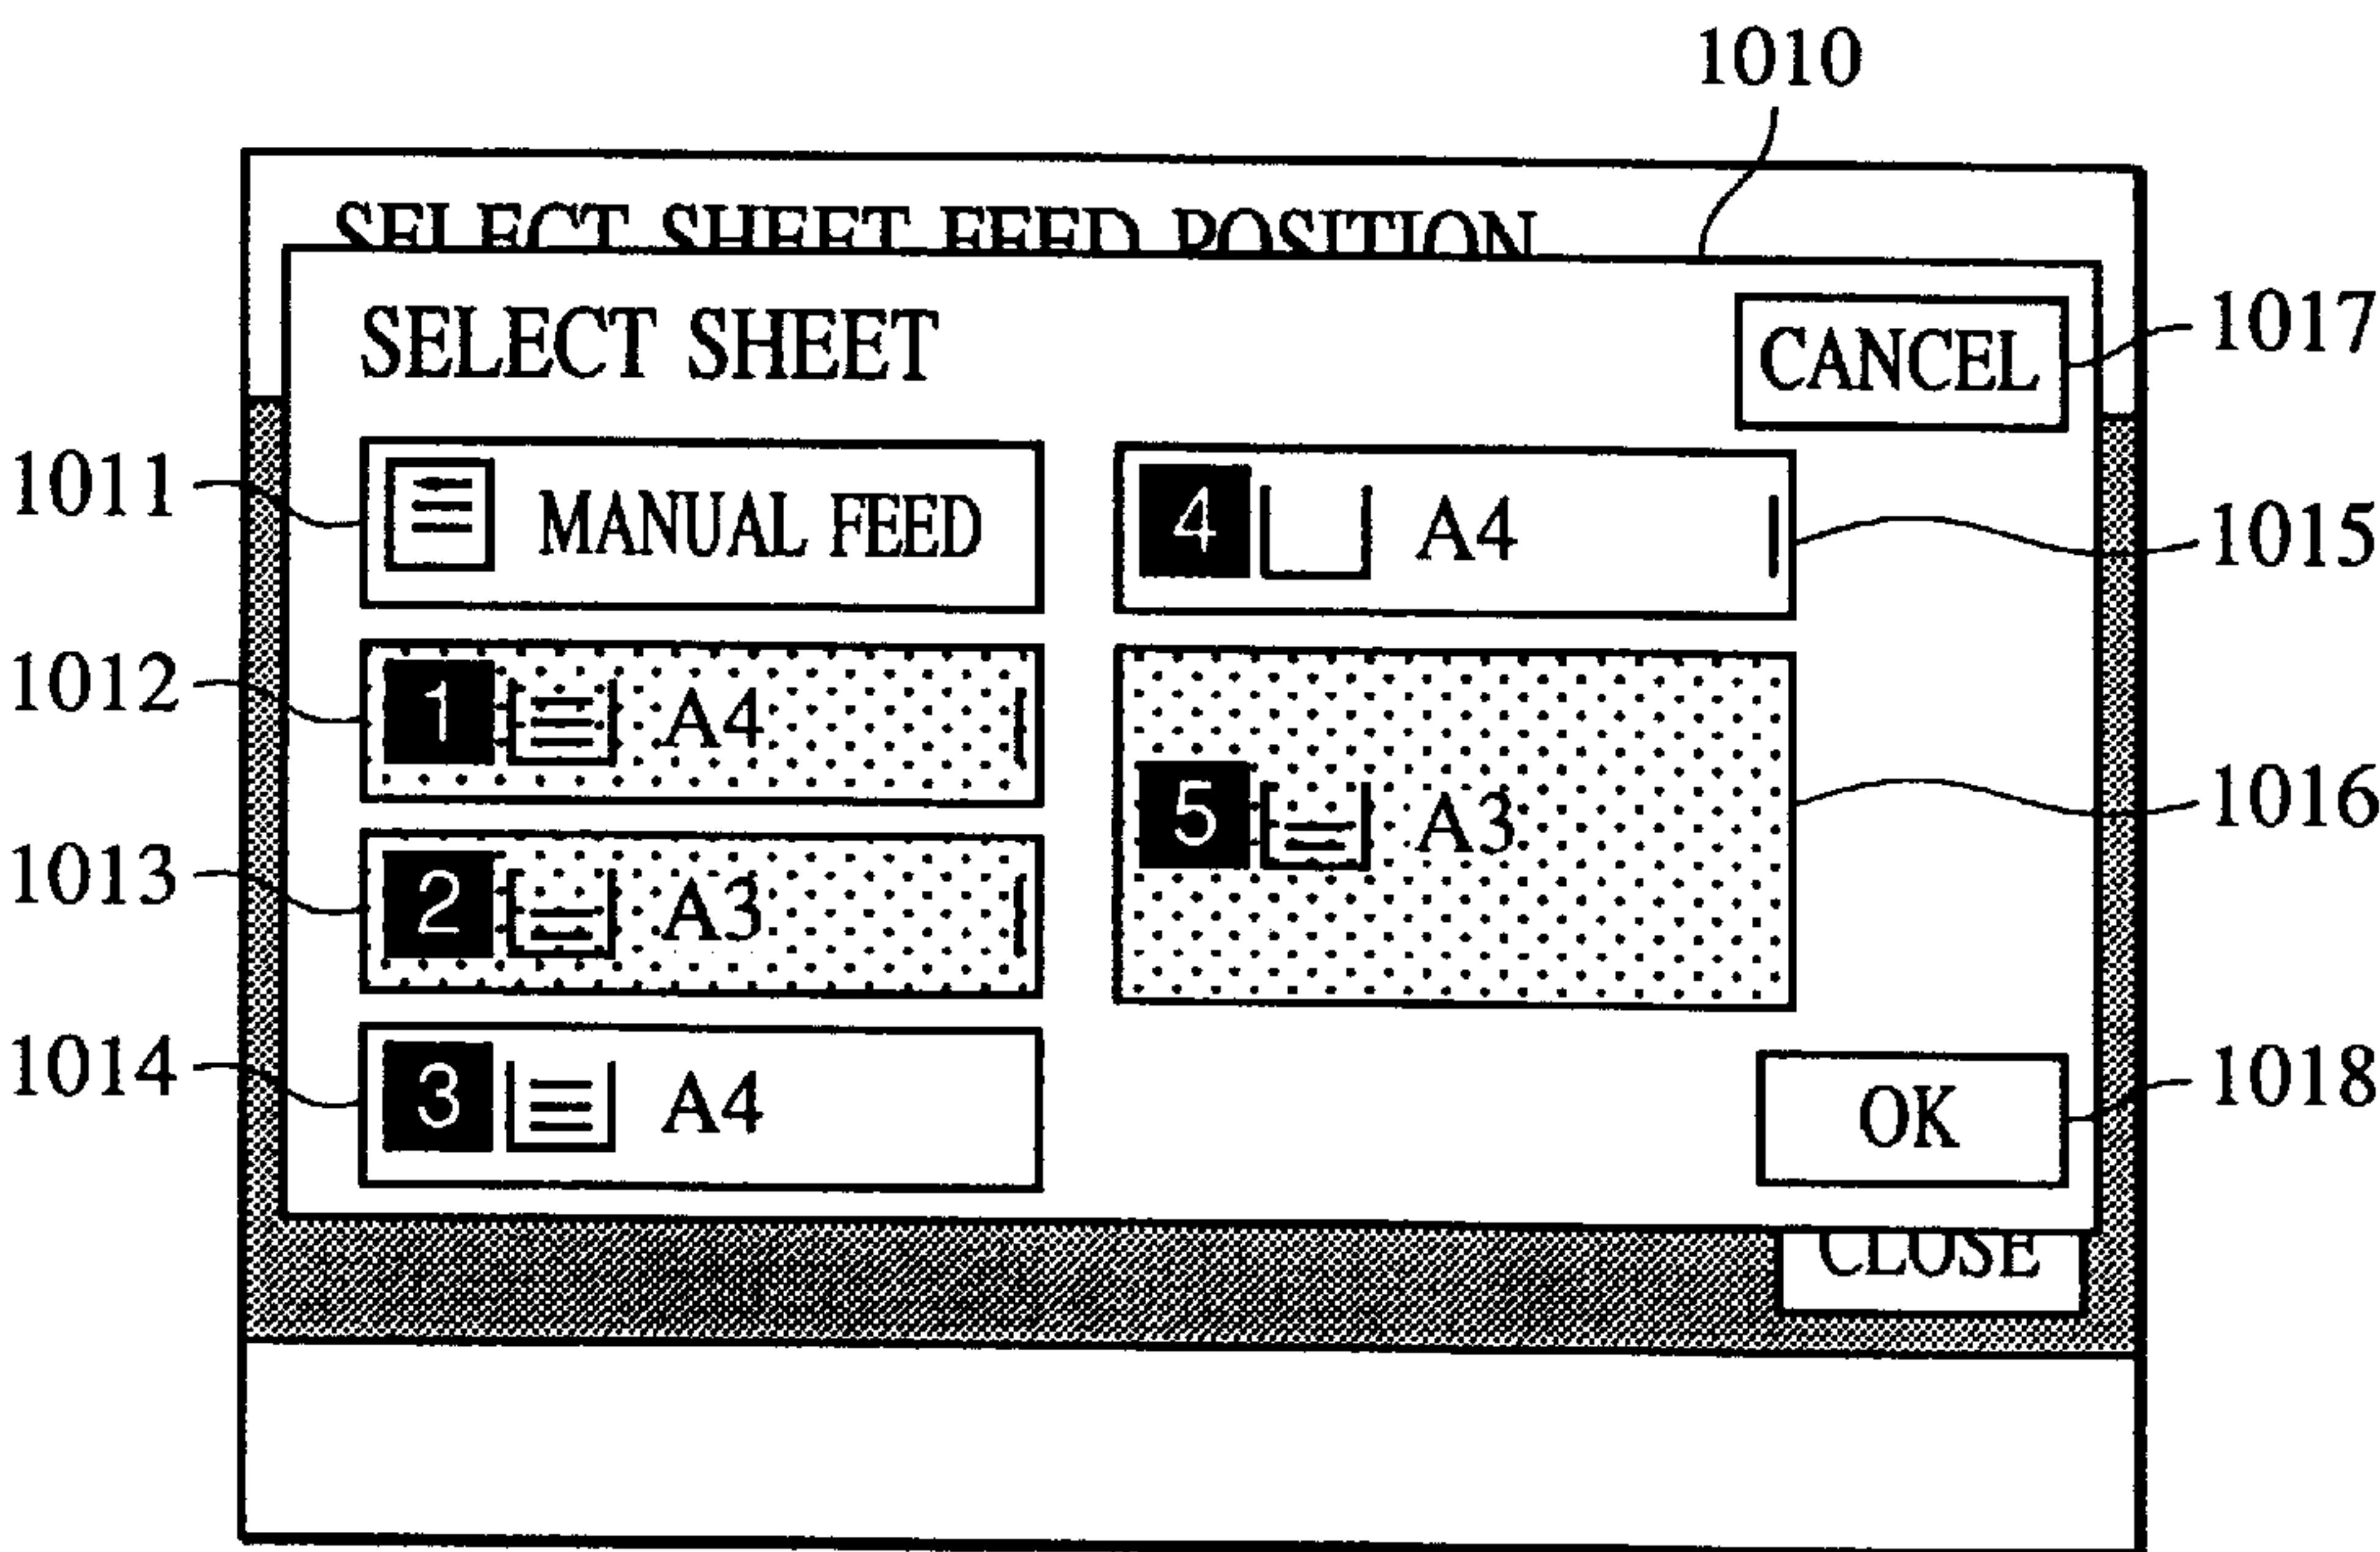 1010
SELECT SHEET FEED POSITION
SELECT SHEET
CANCEL
1017
1011
MANUAL FEED
4 A4
1015
1012
1 A4
1013
2 A3
5 A3
1016
1014
3 A4
OK
1018
CLOSE